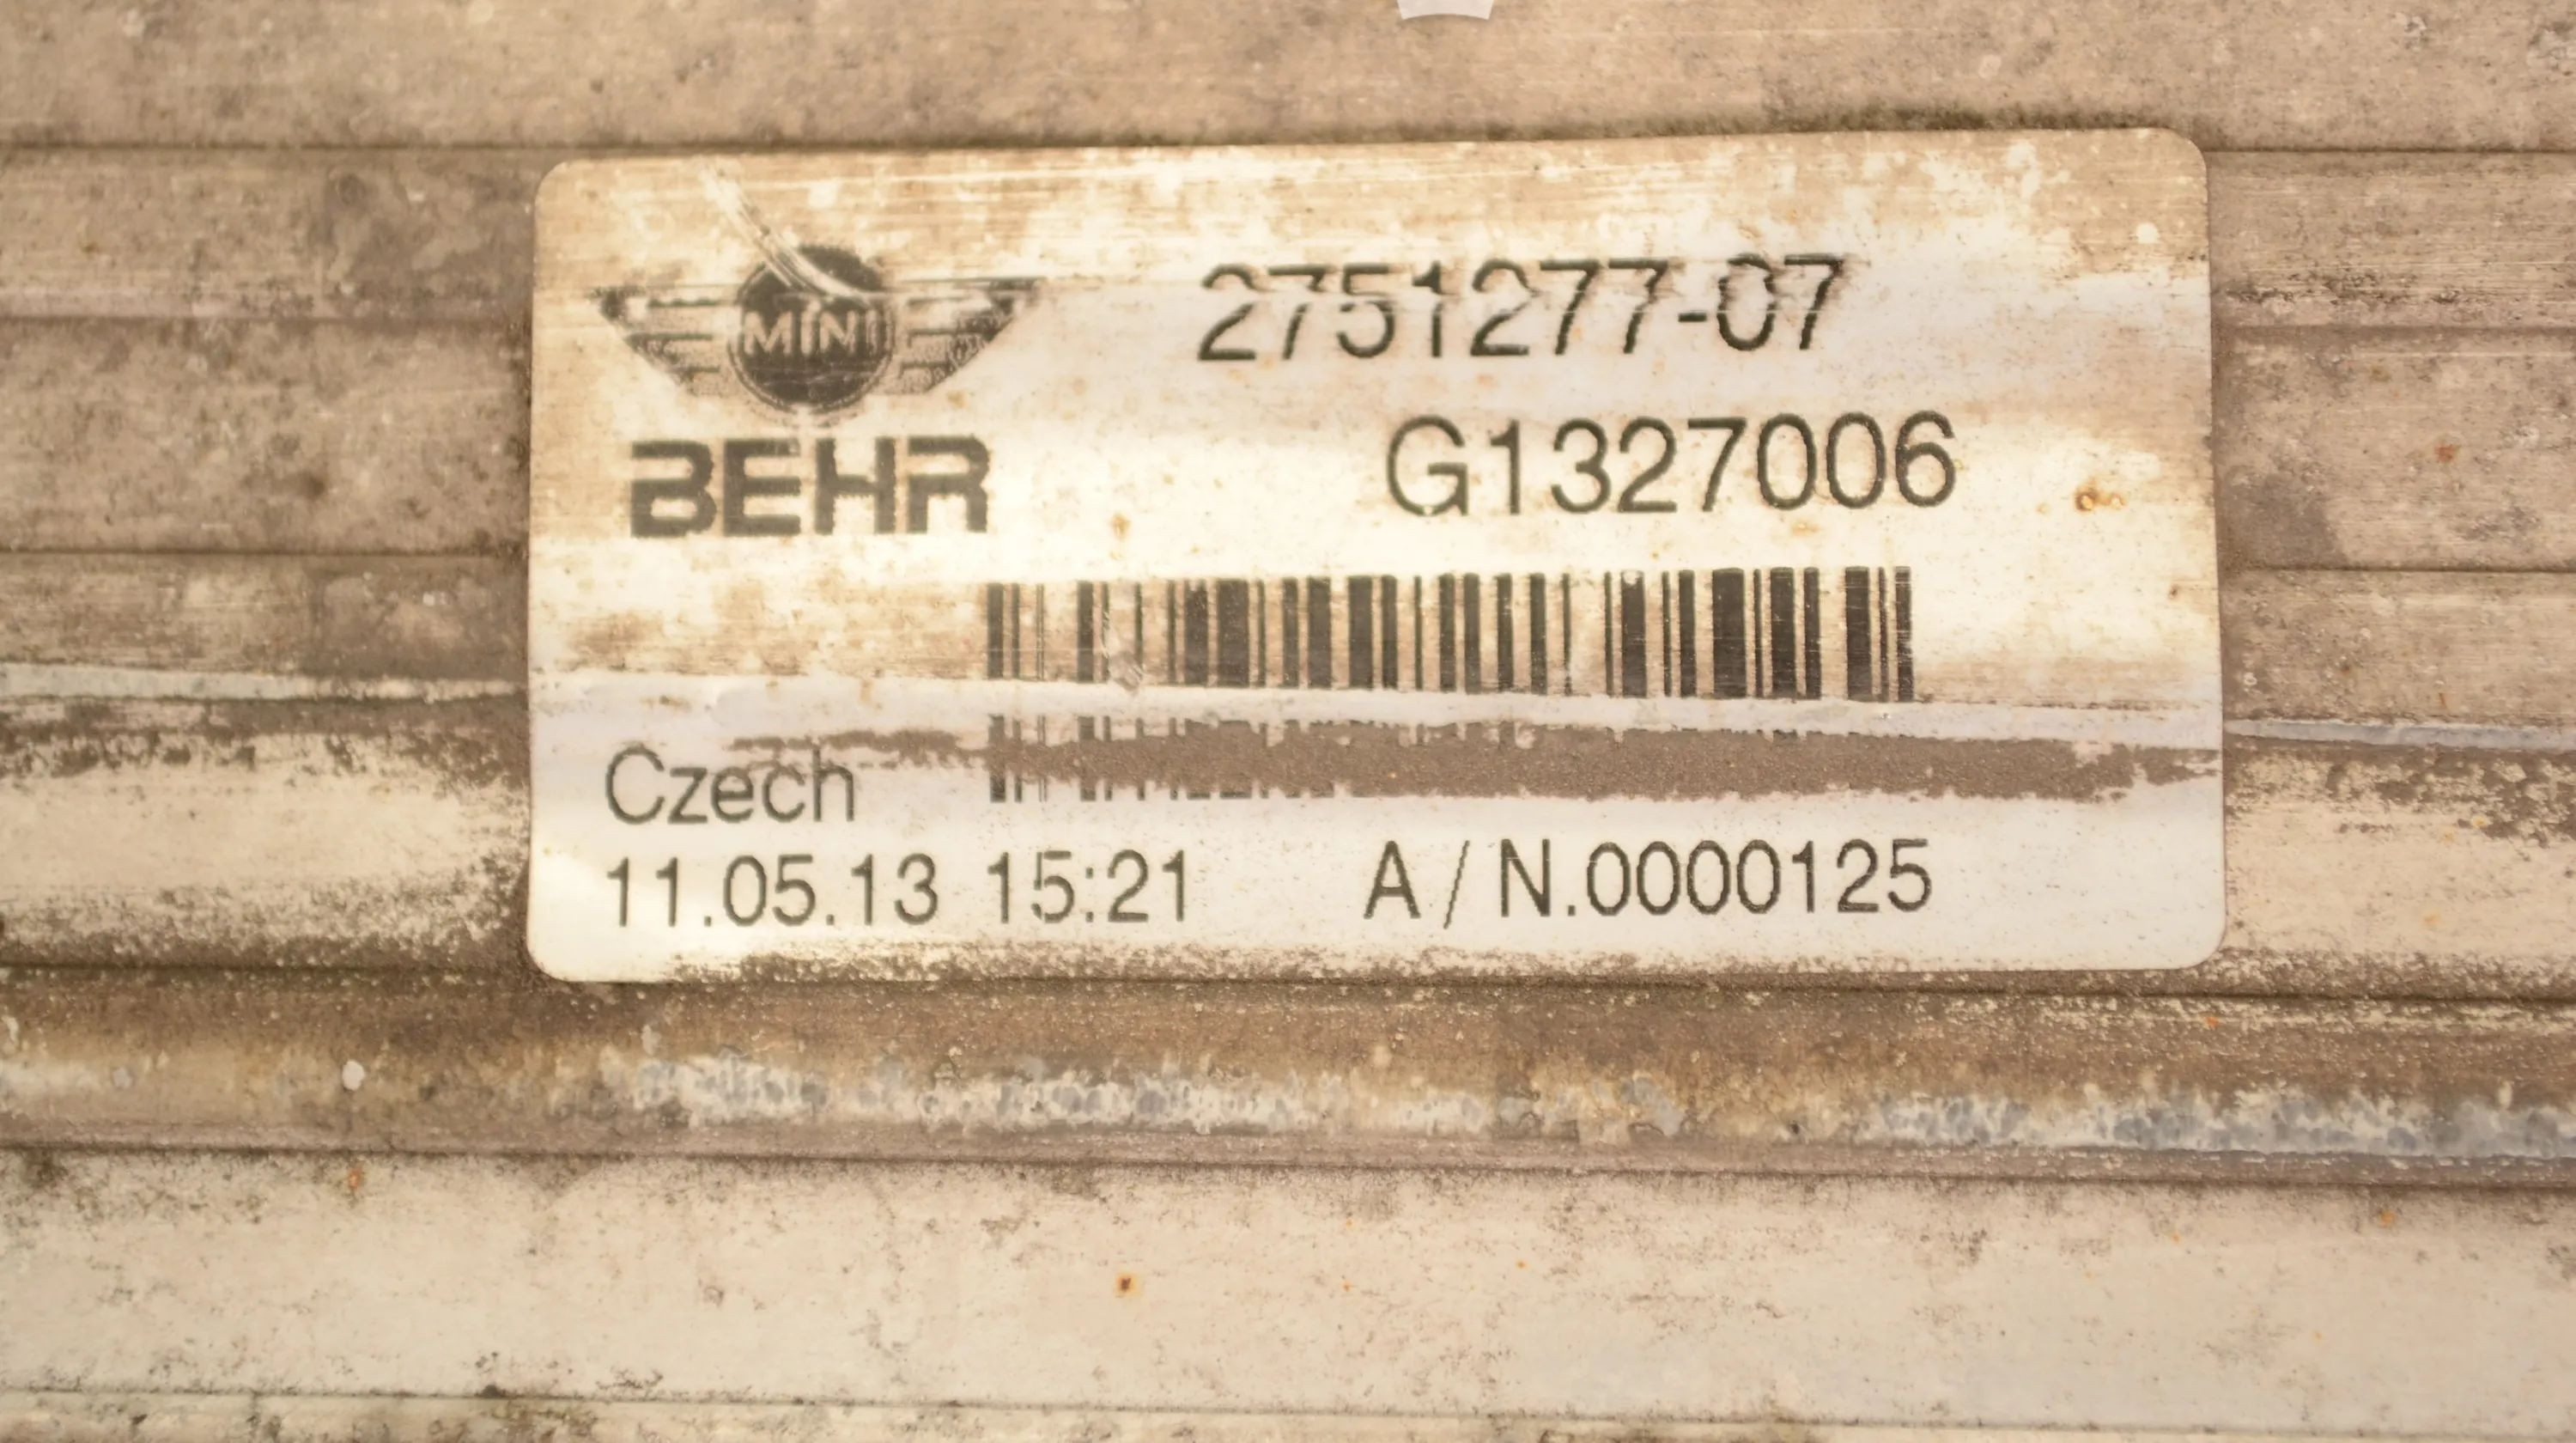 MINI 2751277-07
BEHR G1327006
Czech
11.05.13 15:21 A/N.0000125